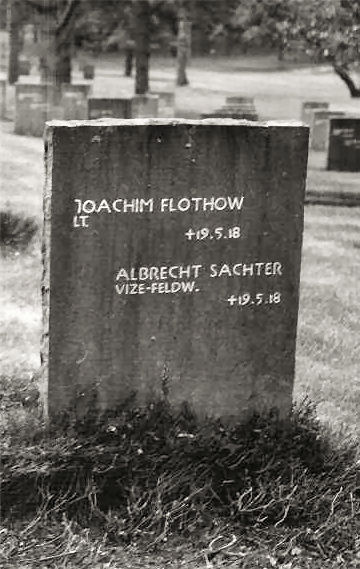 JOACHIM FLOTHOW
LT.
+19.5.18
ALBRECHT SACHTER
VIZE-FELDW.
+19.5.18